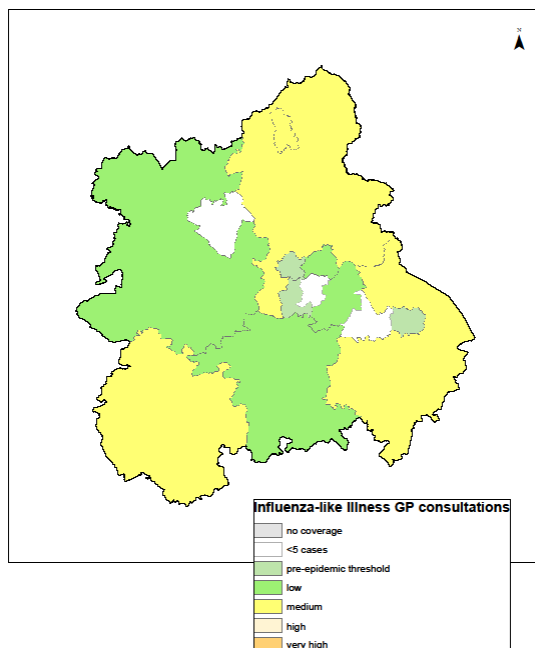 Influenza-like Illness GP consultations
no coverage
<5 cases
pre-epidemic threshold
low
medium
high
very high